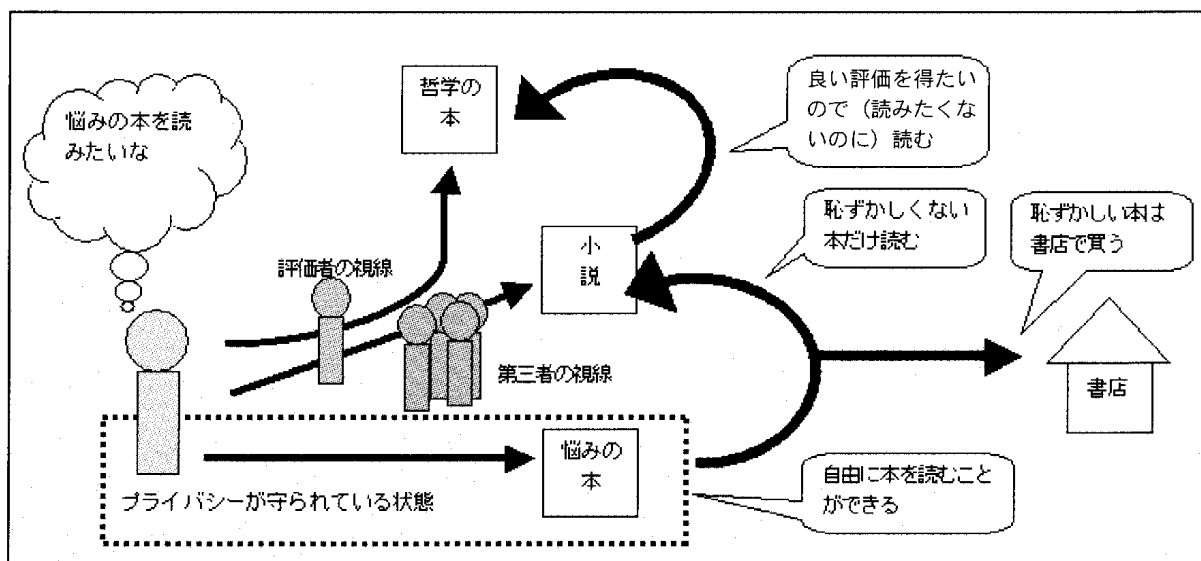 悩みの本を読
みたいな
哲学の
本
良い評価を得たい
ので（読みたくな
いのに）読む
恥ずかしくない
本だけ読む
恥ずかしい本は
書店で買う
小
説
評価者の視線
第三者の視線
書店
悩みの
本
プライバシーが守られている状態
自由に本を読むこと
ができる